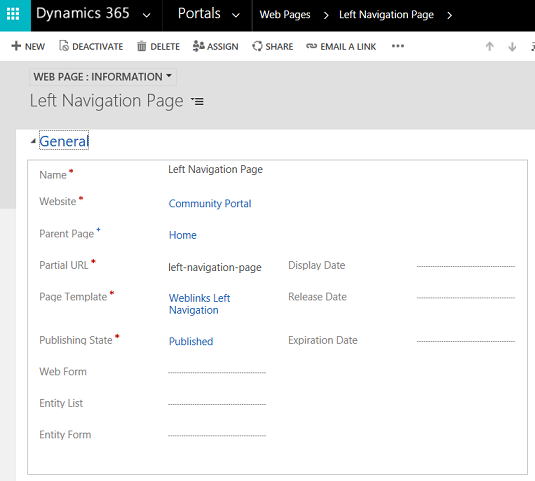 Dynamics 365 Portals Web Pages Left Navigation Page
NEW DEACTIVATE DELETE ASSIGN SHARE EMAIL A LINK
WEB PAGE : INFORMATION
Left Navigation Page
General
Name * Left Navigation Page
Website * Community Portal
Parent Page + Home
Partial URL * left-navigation-page Display Date
Page Template * Weblinks Left Release Date
Navigation
Publishing State * Published Expiration Date
Web Form
Entity List
Entity Form